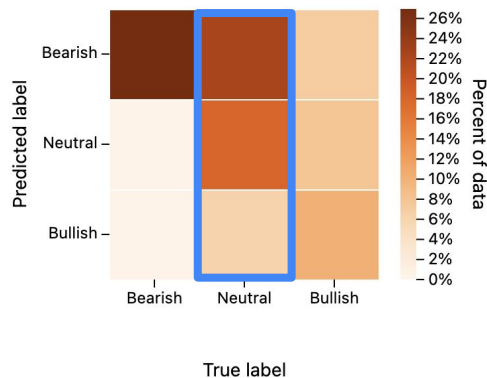 Bearish
Neutral
Bullish
Predicted label
Bearish
Neutral
Bullish
True label
26%
24%
22%
20%
18%
16%
14%
12%
10%
8%
6%
4%
2%
0%
Percent of data